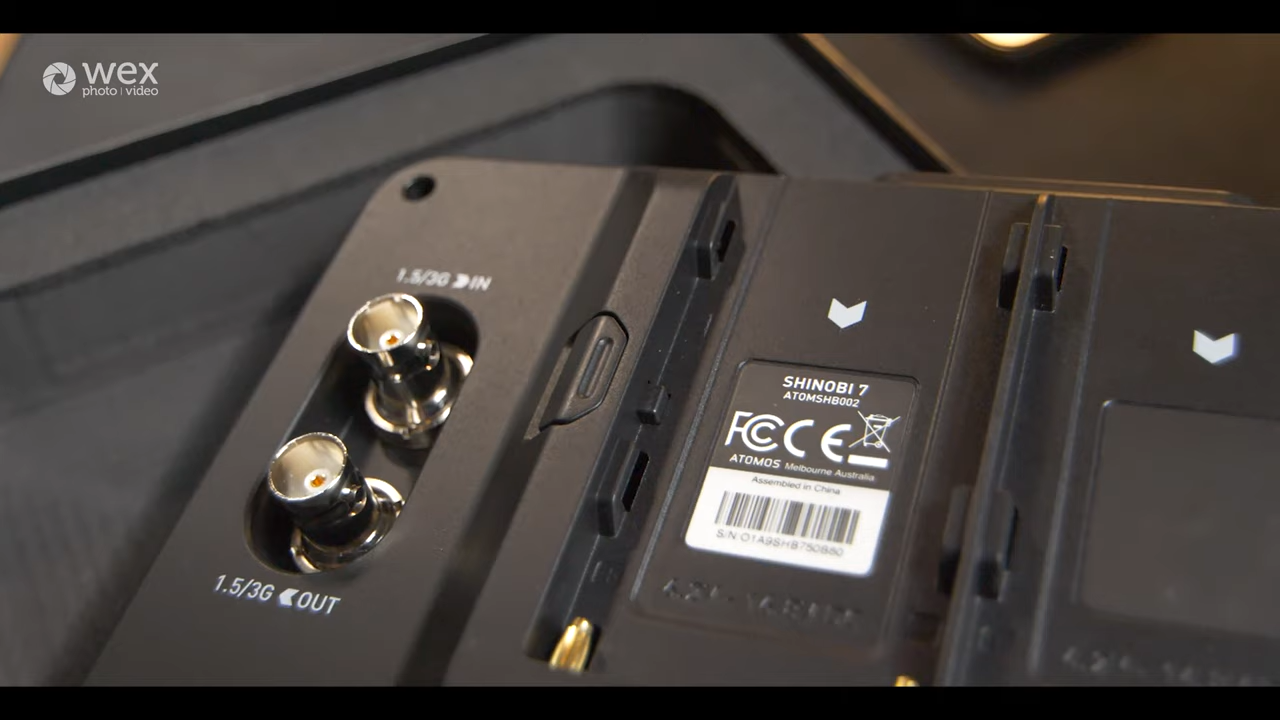 wex
photo | video
1.5/3G IN
1.5/3G OUT
SHINOBI 7
ATOMSHB002
FC CE
ATOMOS Melbourne Australia
Assembled in China
S/N:O1A9SHB750880